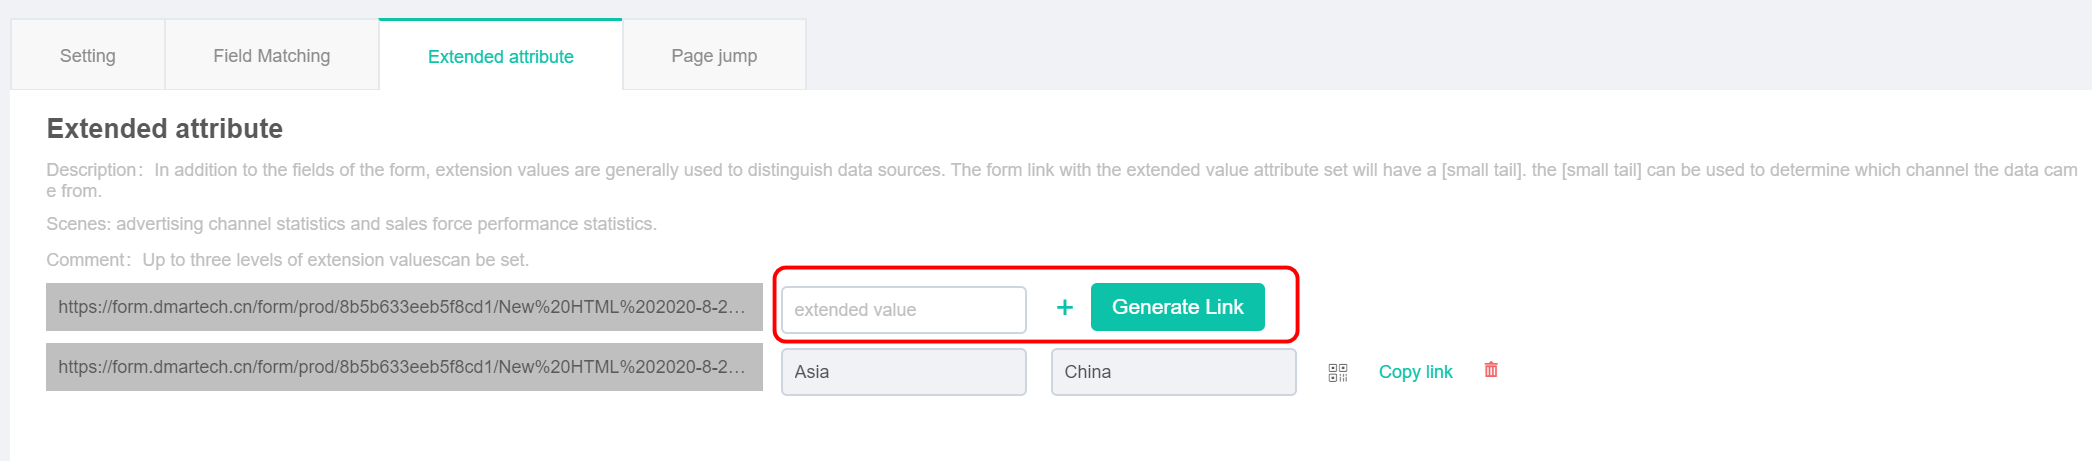 Setting
Field Matching
Extended attribute
Page jump
Extended attribute
Description：In addition to the fields of the form, extension values are generally used to distinguish data sources. The form link with the extended value attribute set will have a [small tail]. the [small tail] can be used to determine which channel the data cam
e from.
Scenes: advertising channel statistics and sales force performance statistics.
Comment：Up to three levels of extension valuescan be set.
https://form.dmartech.cn/form/prod/8b5b633eeb5f8cd1/New%20HTML%202020-8-2...
extended value
+
Generate Link
https://form.dmartech.cn/form/prod/8b5b633eeb5f8cd1/New%20HTML%202020-8-2...
Asia
China
Copy link